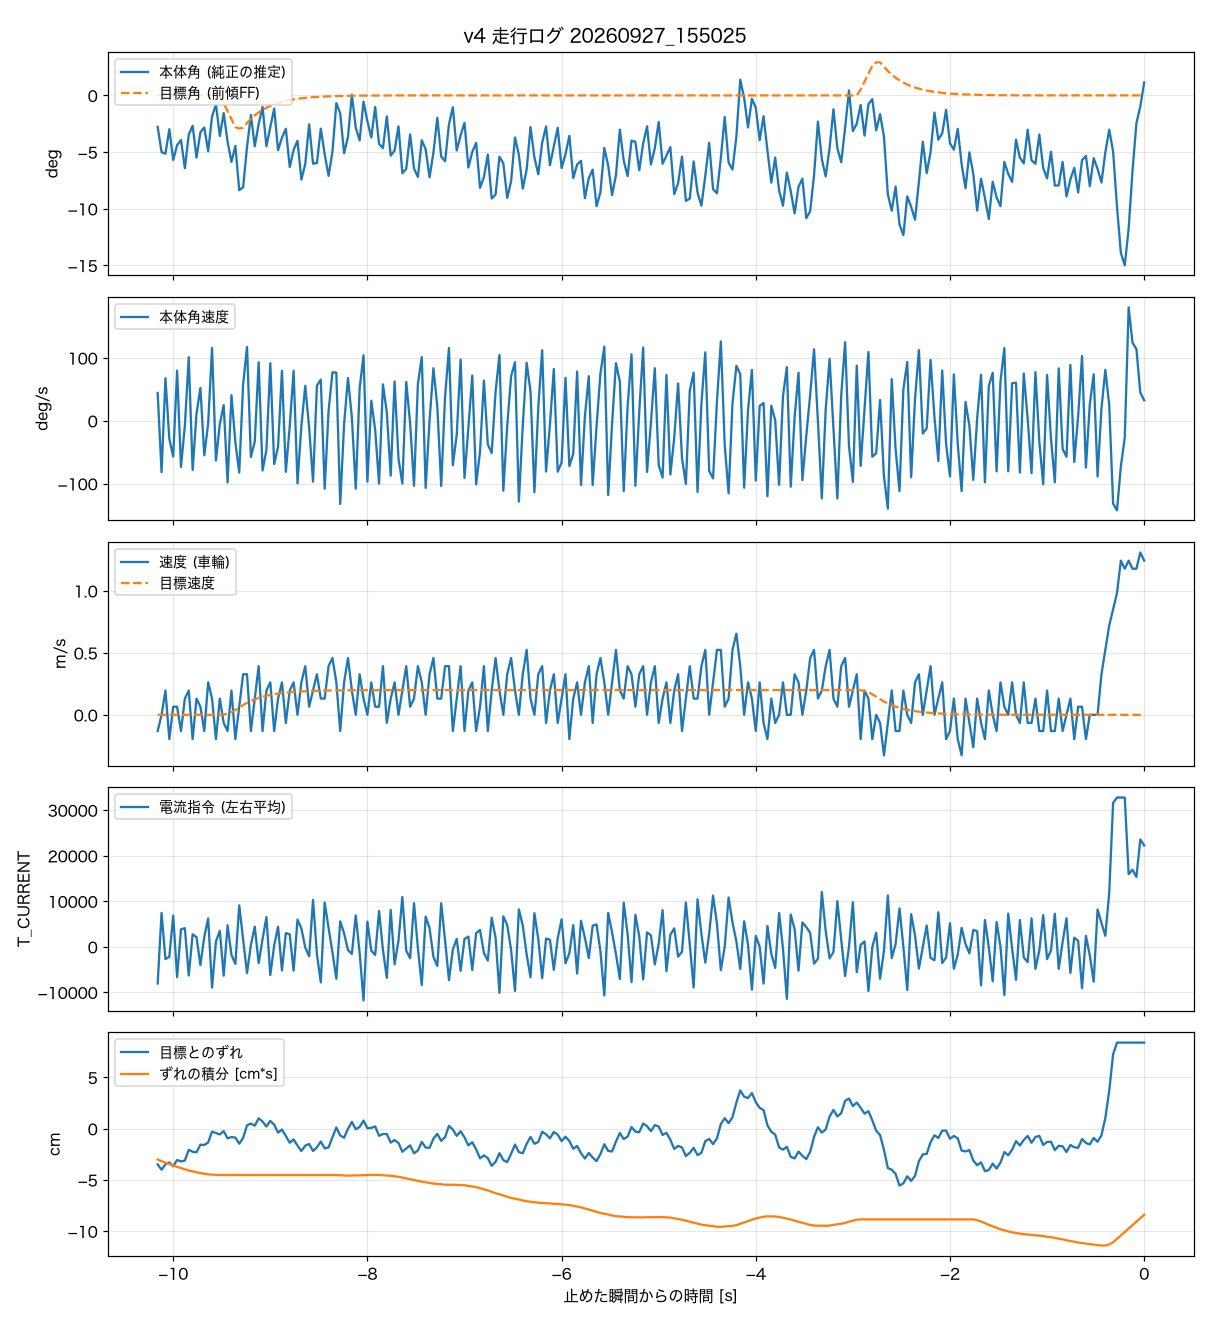 v4 走行ログ 20260927_155025
本体角 (純正の推定)
目標角 (前傾FF)
deg
0
−5
−10
−15
本体角速度
deg/s
100
0
−100
速度 (車輪)
目標速度
m/s
1.0
0.5
0.0
電流指令 (左右平均)
T_CURRENT
30000
20000
10000
0
−10000
目標とのずれ
ずれの積分 [cm*s]
cm
5
0
−5
−10
−10
−8
−6
−4
−2
0
止めた瞬間からの時間 [s]